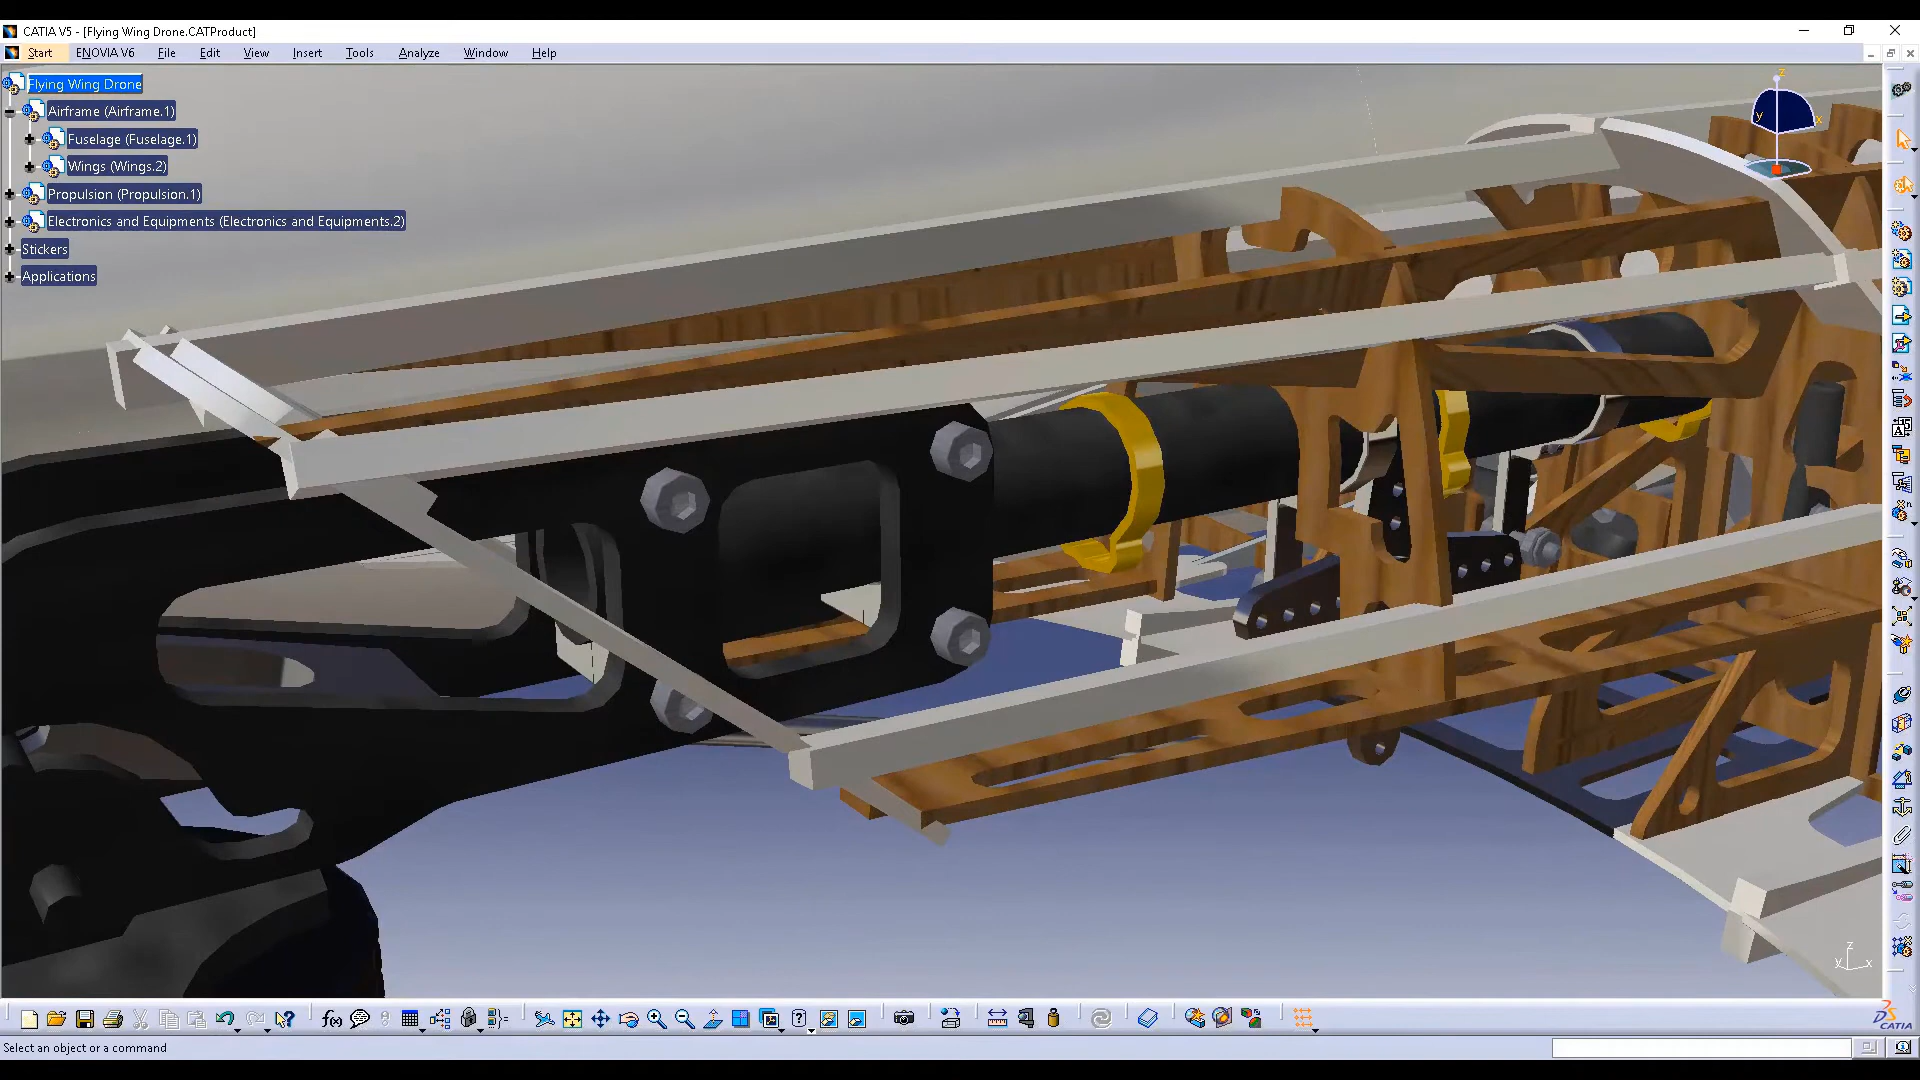 CATIA V5 - [Flying Wing Drone.CATProduct]
Start ENOVIA V6 File Edit View Insert Tools Analyze Window Help
Flying Wing Drone
Airframe (Airframe.1)
Fuselage (Fuselage.1)
Wings (Wings.2)
Propulsion (Propulsion.1)
Electronics and Equipments (Electronics and Equipments.2)
Stickers
Applications
z
y x
z
y x
f(x)
CATIA
Select an object or a command